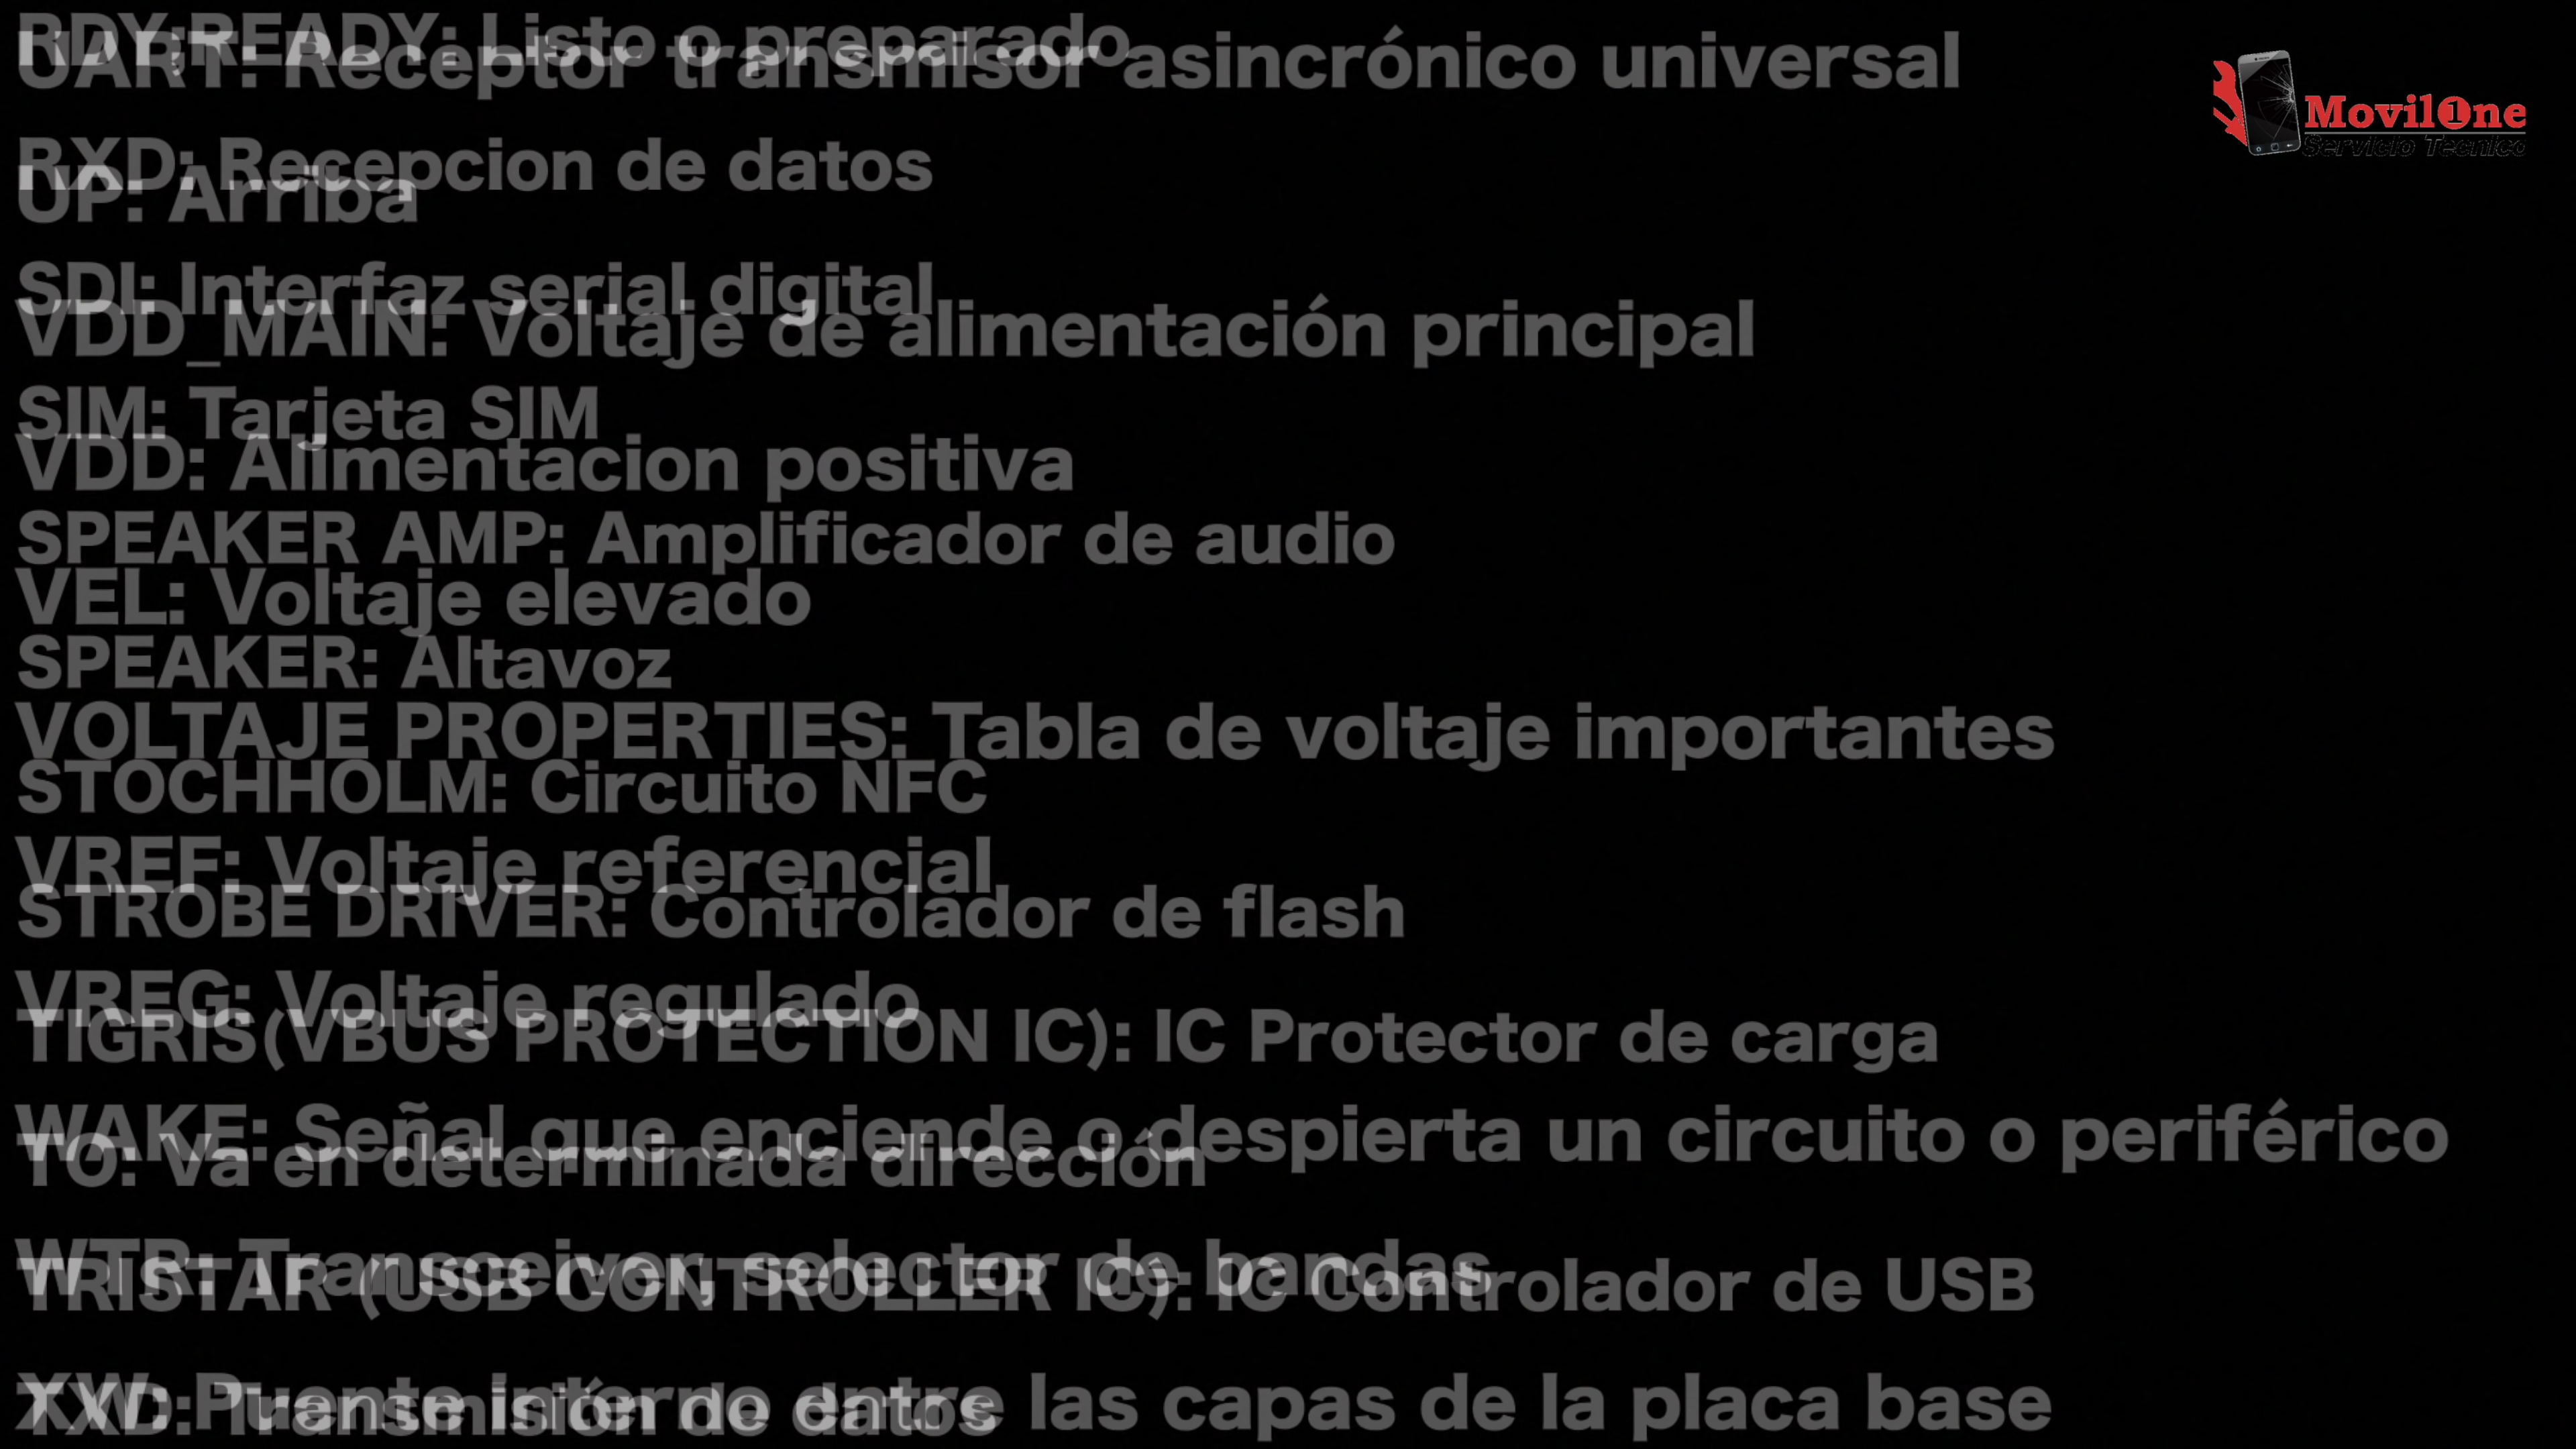 RDY;READY: Listo o preparado
UART: Receptor transmisor asincrónico universal
RXD: Recepcion de datos
UP: Arriba
SDI: Interfaz serial digital
VDD_MAIN: Voltaje de alimentación principal
SIM: Tarjeta SIM
VDD: Alimentacion positiva
SPEAKER AMP: Amplificador de audio
VEL: Voltaje elevado
SPEAKER: Altavoz
VOLTAJE PROPERTIES: Tabla de voltaje importantes
STOCHHOLM: Circuito NFC
VREF: Voltaje referencial
STROBE DRIVER: Controlador de flash
VREG: Voltaje regulado
TIGRIS(VBUS PROTECTION IC): IC Protector de carga
WAKE: Señal que enciende o despierta un circuito o periférico
TO: Va en determinada dirección
WTR: Transceiver, selector de bandas
TRISTAR (USB CONTROLLER IC): IC Controlador de USB
Puente interno entre las capas de la placa base
Transmisión de datos
Movil1One
Servicio Tecnico